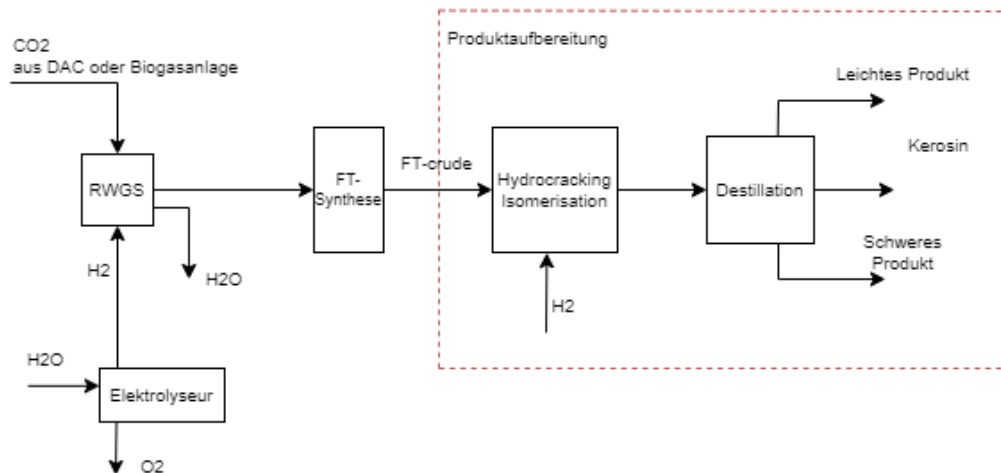 Produktaufbereitung
CO2
aus DAC oder Biogasanlage
Leichtes Produkt
Kerosin
RWGS
FT-
Synthese
FT-crude
Hydrocracking
Isomerisation
Destillation
Schweres
Produkt
H2
H2O
H2
H2O
Elektrolyseur
O2